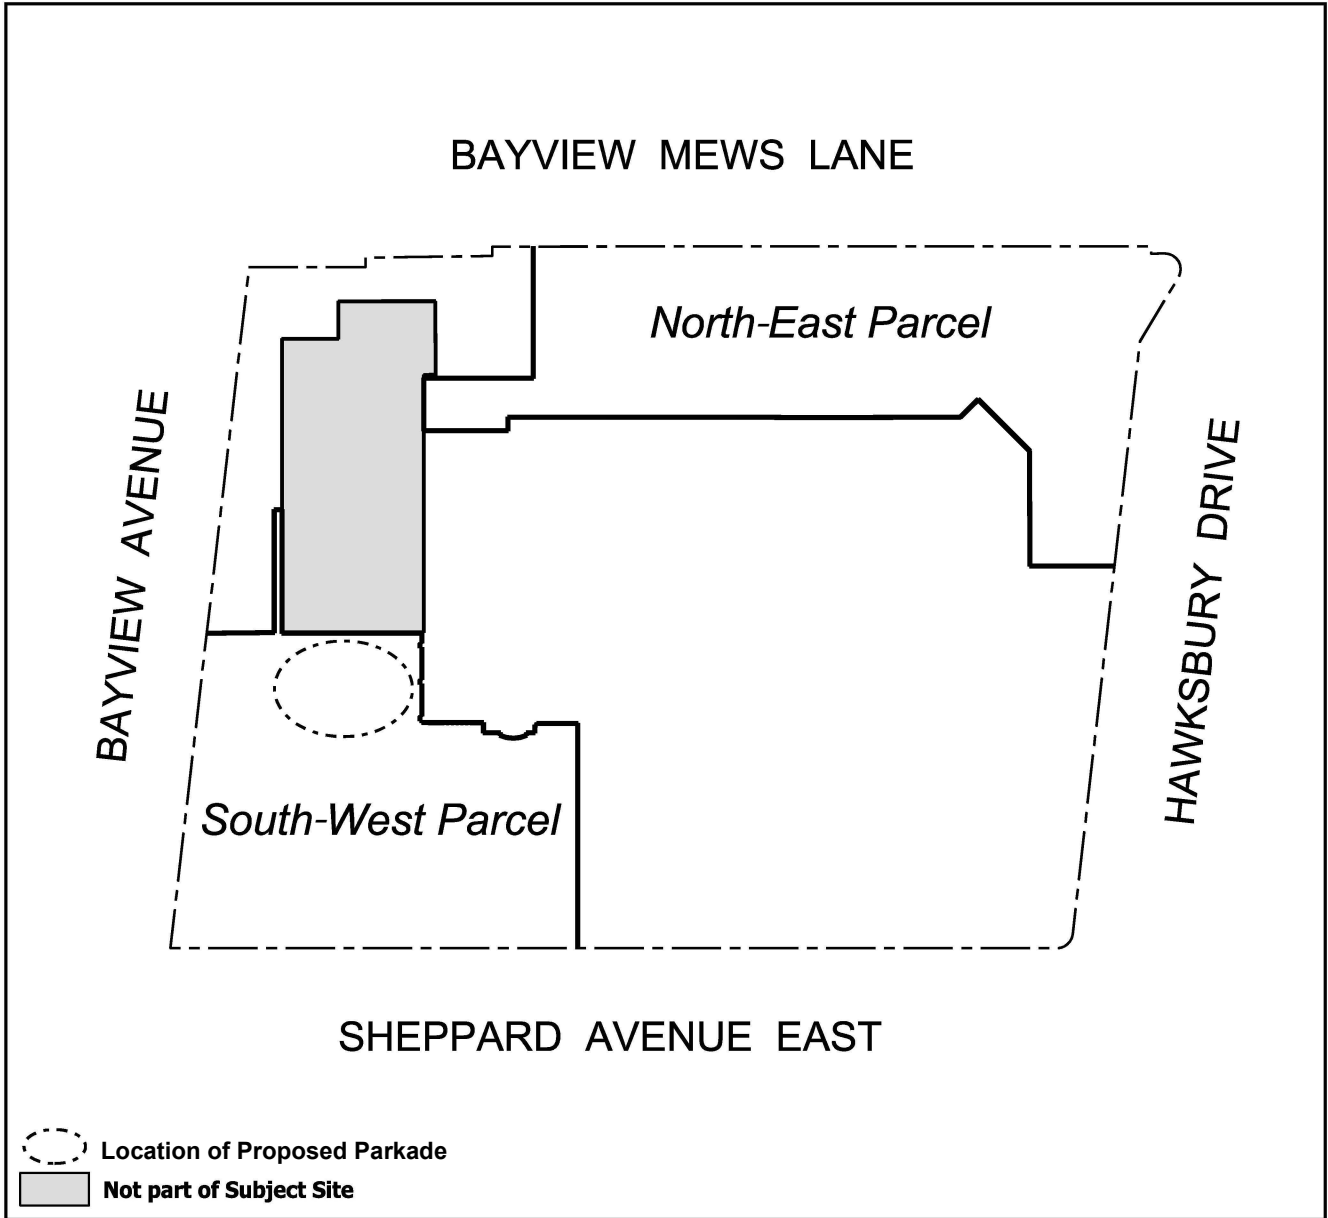 BAYVIEW MEWS LANE
North-East Parcel
BAYVIEW AVENUE
HAWKSBURY DRIVE
South-West Parcel
SHEPPARD AVENUE EAST
Location of Proposed Parkade
Not part of Subject Site